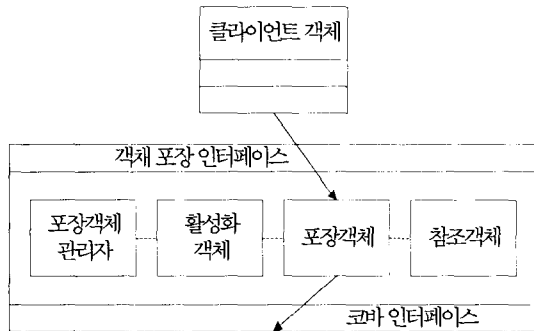 클라이언트 객체
객채 포장 인터페이스
포장객체
관리자
활성화
객체
포장객체
참조객체
코바 인터페이스